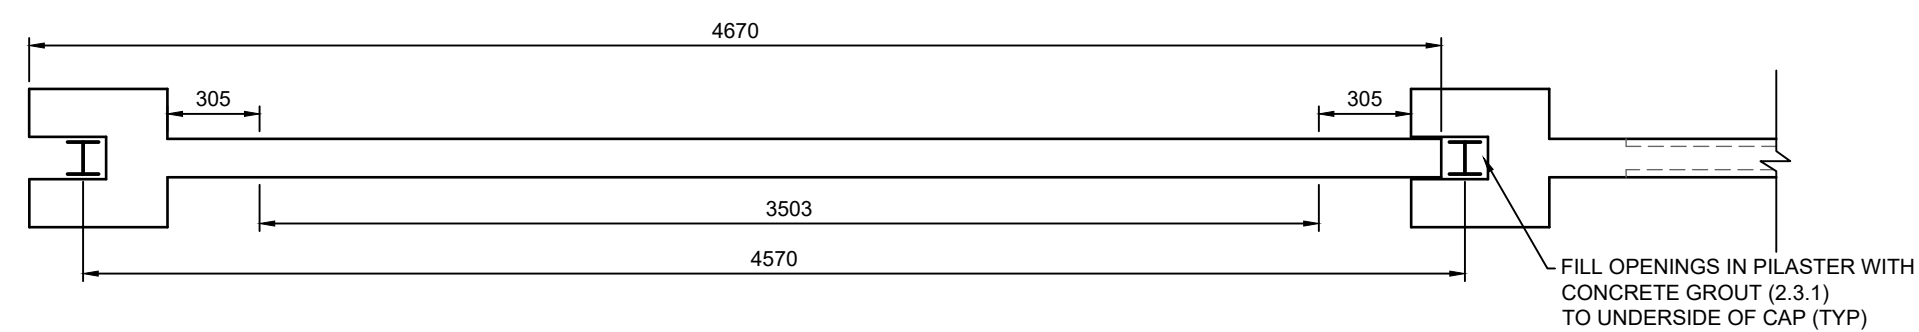 4670
305
305
3503
4570
FILL OPENINGS IN PILASTER WITH
CONCRETE GROUT (2.3.1)
TO UNDERSIDE OF CAP (TYP)